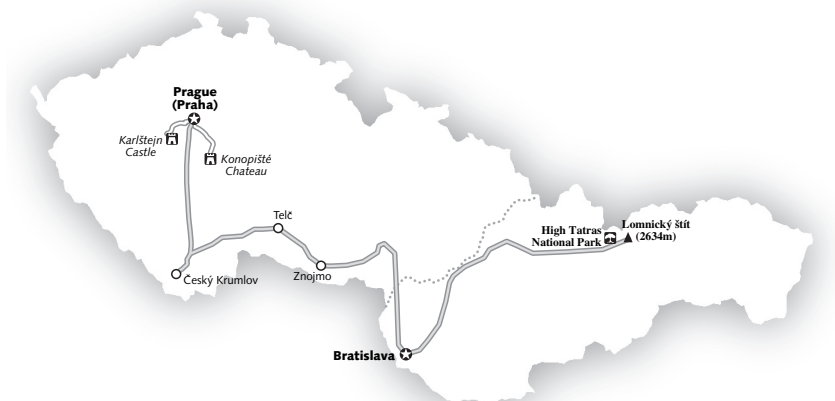 Prague
(Praha)
Karlštejn
Castle
Konopiště
Chateau
Telč
High Tatras
National Park
Lomnický štít
(2634m)
Český Krumlov
Znojmo
Bratislava